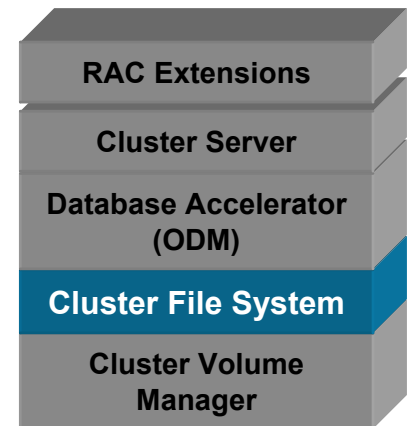 RAC Extensions
Cluster Server
Database Accelerator
(ODM)
Cluster File System
Cluster Volume
Manager